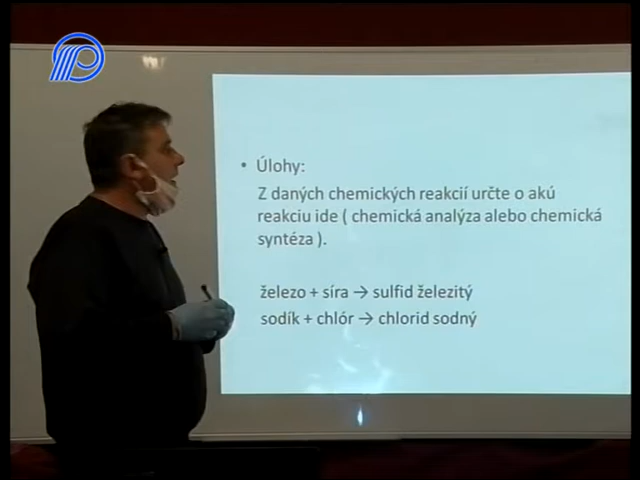 • Úlohy:
Z daných chemických reakcií určte o akú
reakciu ide ( chemická analýza alebo chemická
syntéza ).
železo + síra → sulfid železitý
sodík + chlór → chlorid sodný